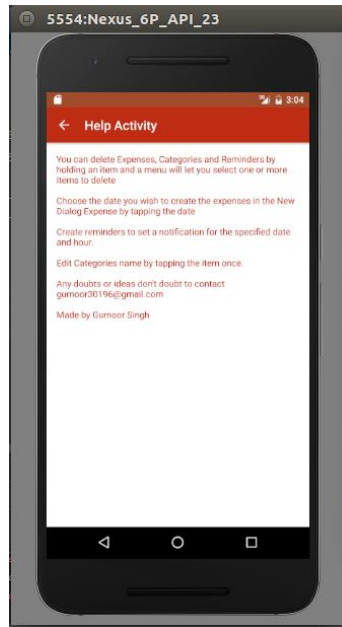 5554:Nexus_6P_API_23
3:04
Help Activity
You can delete Expenses, Categories and Reminders by
holding an item and a menu will let you select one or more
items to delete
Choose the date you wish to create the expenses in the New
Dialog Expense by tapping the date
Create reminders to set a notification for the specified date
and hour.
Edit Categories name by tapping the item once.
Any doubts or ideas don't doubt to contact
gurnoor30196@gmail.com
Made by Gurnoor Singh